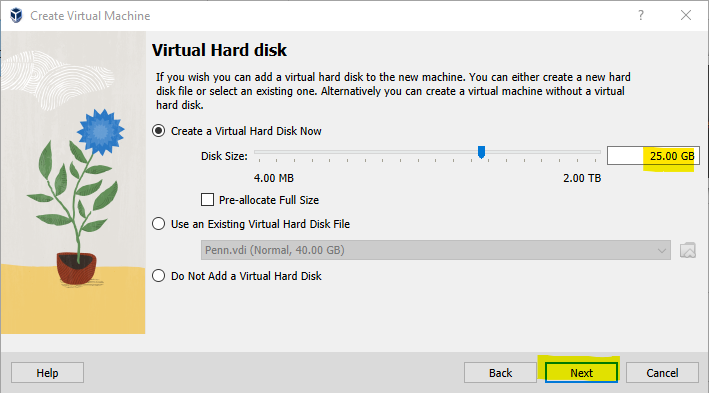 Create Virtual Machine
?
Virtual Hard disk
If you wish you can add a virtual hard disk to the new machine. You can either create a new hard
disk file or select an existing one. Alternatively you can create a virtual machine without a virtual
hard disk.
Create a Virtual Hard Disk Now
Disk Size:
25.00 GB
4.00 MB 2.00 TB
Pre-allocate Full Size
Use an Existing Virtual Hard Disk File
Penn.vdi (Normal, 40.00 GB)
Do Not Add a Virtual Hard Disk
Help Back Next Cancel